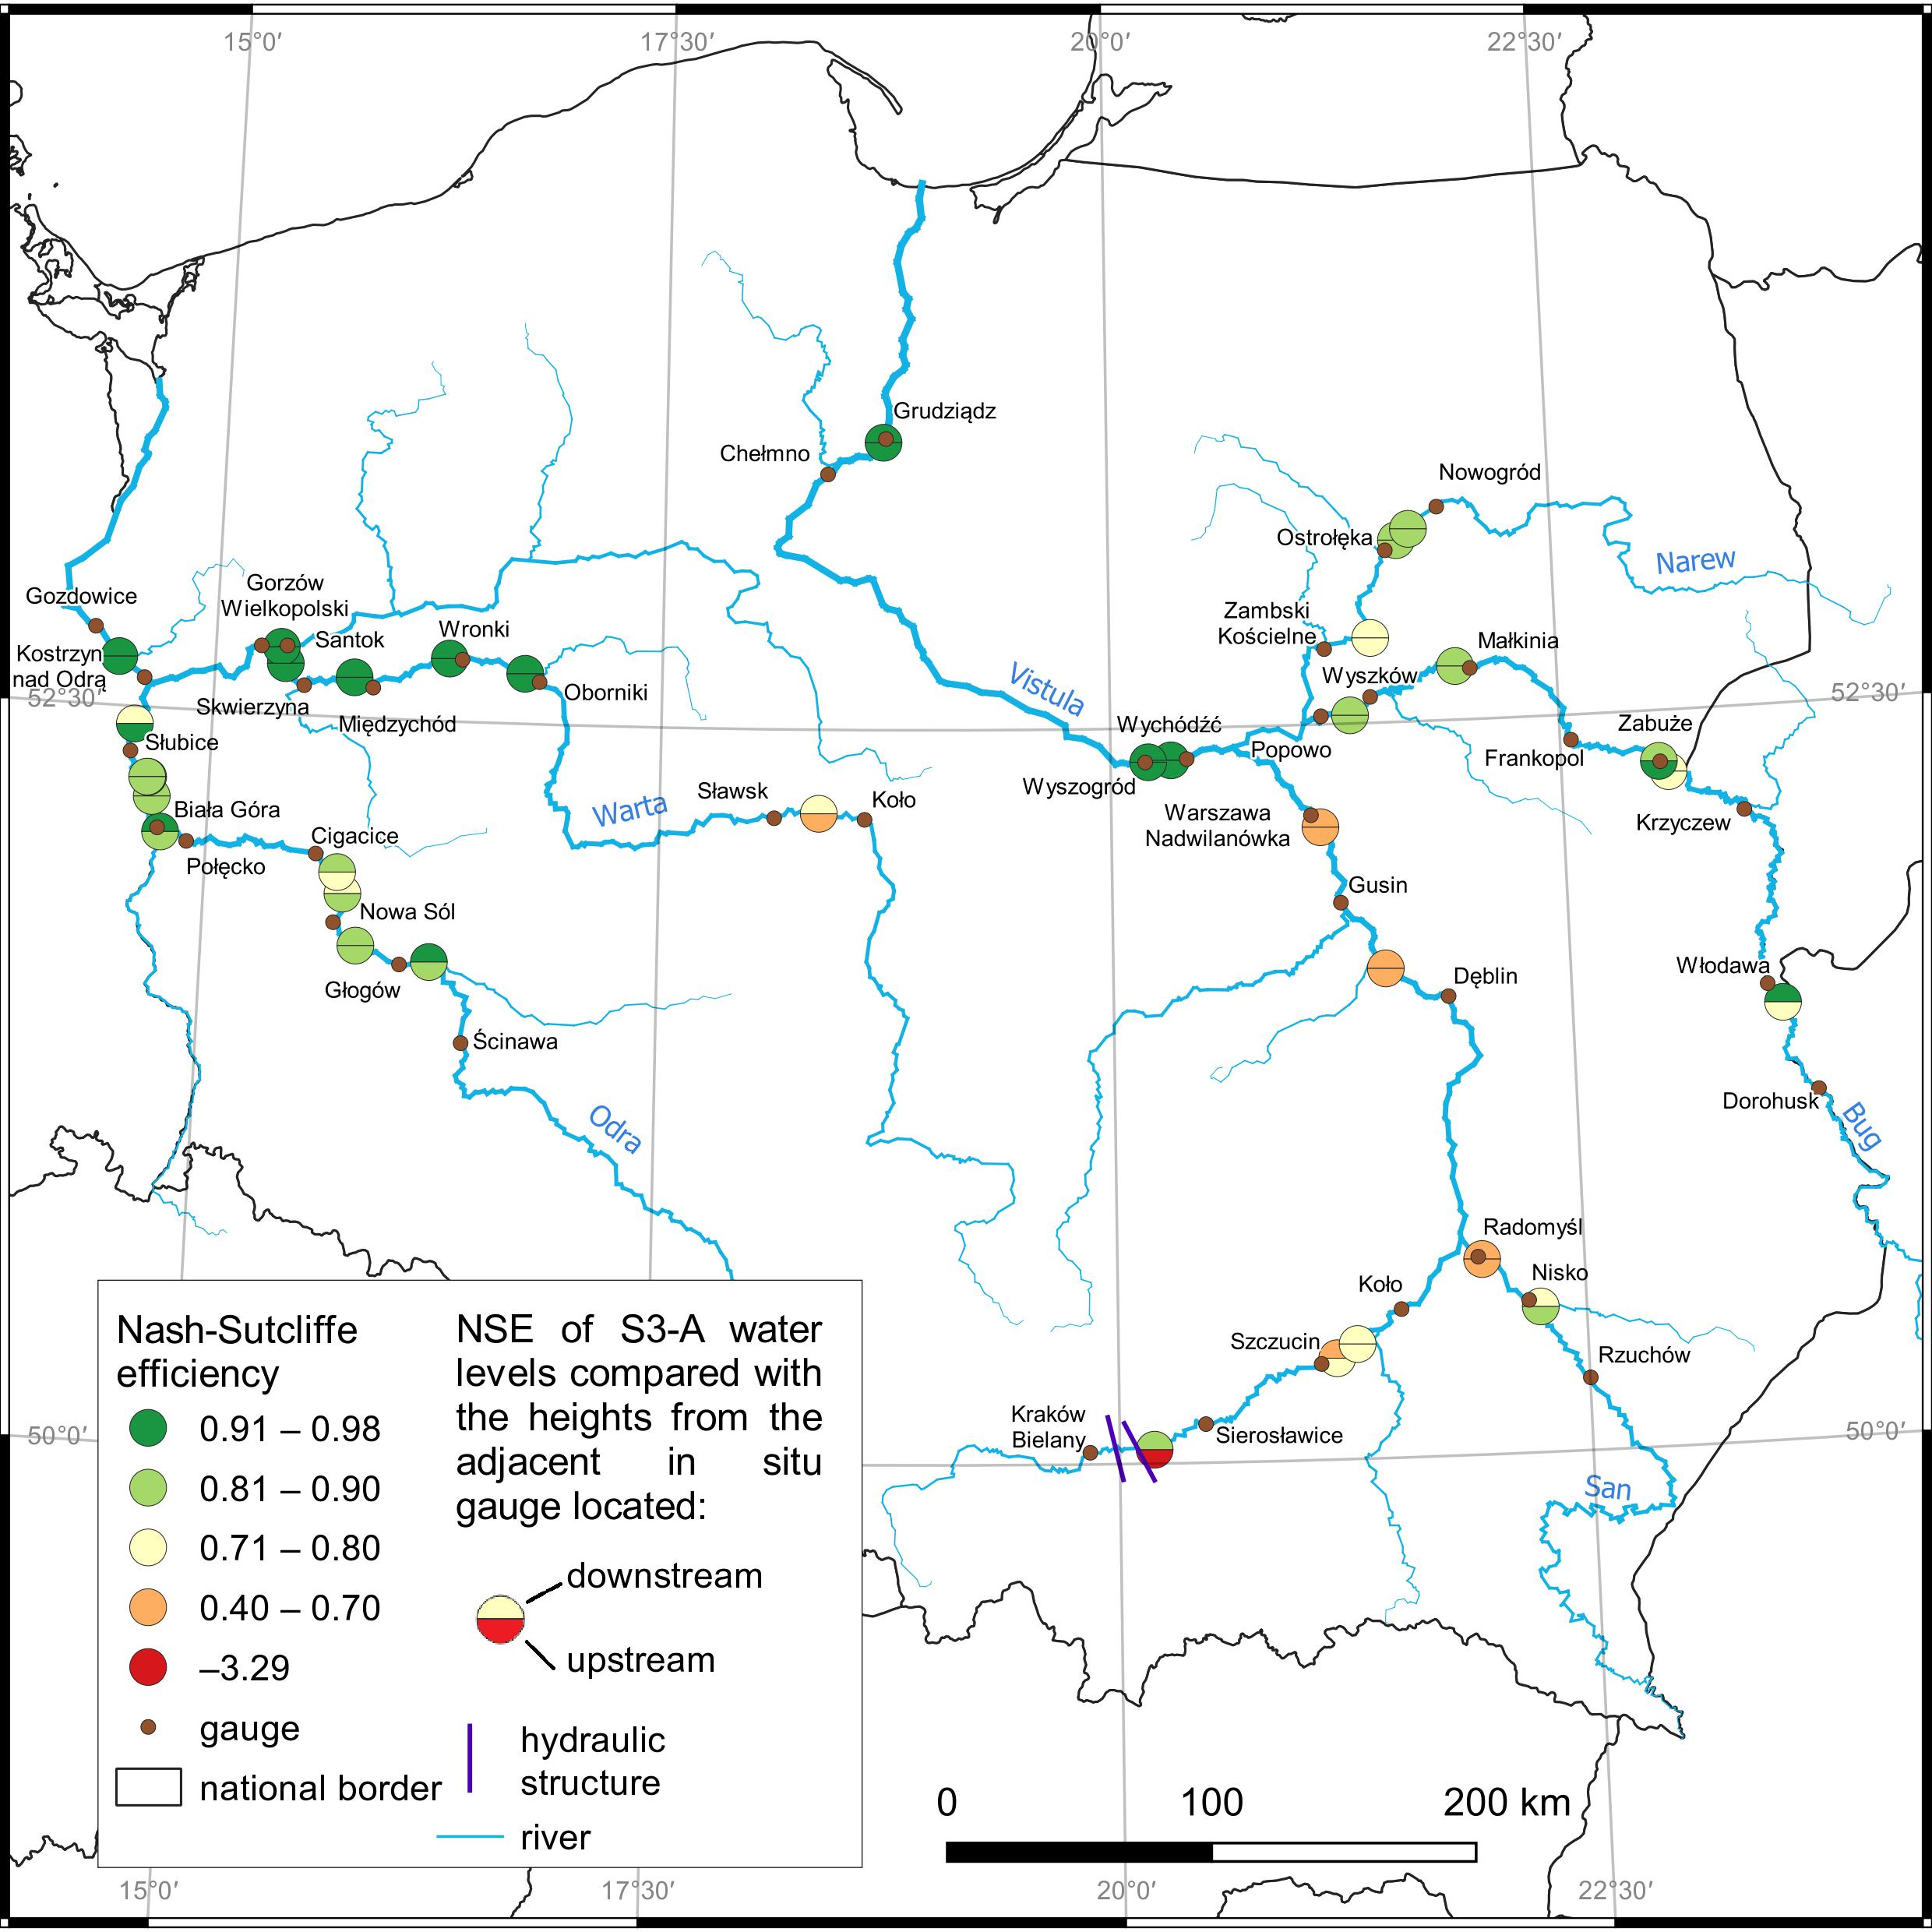 15°0′
17°30′
20°0′
22°30′
Grudziądz
Chełmno
Nowogród
Ostrołęka
Narew
Gozdowice
Gorzów
Wielkopolski
Santok
Wronki
Zambski
Kościelne
Małkinia
Kostrzyn
nad Odrą
Oborniki
Wyszków
52°30′
52°30′
Skwierzyna
Międzychód
Vistula
Słubice
Wychódźć
Popowo
Zabuże
Frankopol
Wyszogród
Biała Góra
Warta
Sławsk
Koło
Warszawa
Nadwilanówka
Krzyczew
Cigacice
Połęcko
Gusin
Nowa Sól
Głogów
Dęblin
Włodawa
Ścinawa
Dorohusk
Bug
Odra
Radomyśl
Nisko
Koło
Szczucin
Rzuchów
Kraków
Bielany
Sierosławice
50°0′
50°0′
San
Nash-Sutcliffe
efficiency
0.91 – 0.98
0.81 – 0.90
0.71 – 0.80
0.40 – 0.70
–3.29
gauge
national border
NSE of S3-A water
levels compared with
the heights from the
adjacent in situ
gauge located:
downstream
upstream
hydraulic
structure
river
0
100
200 km
15°0′
17°30′
20°0′
22°30′